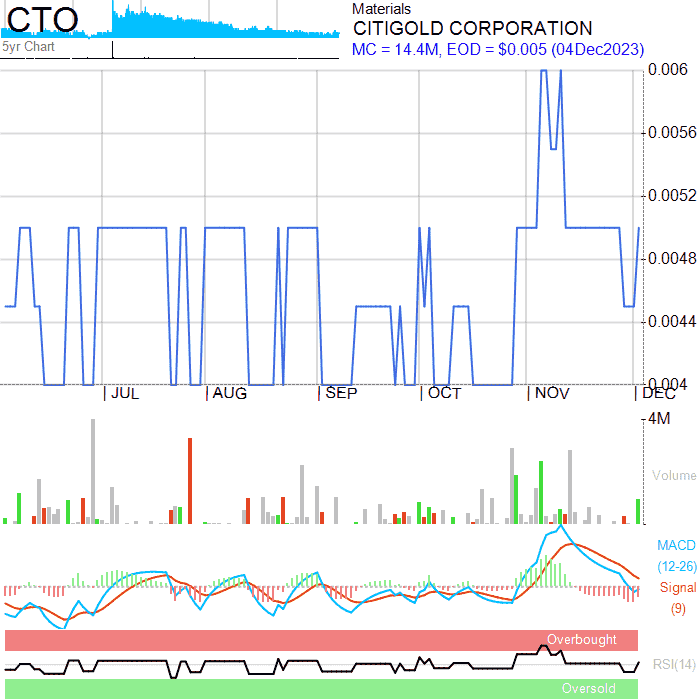 CTO
5yr Chart
Materials
CITIGOLD CORPORATION
MC = 14.4M, EOD = $0.005 (04Dec2023)
0.006
0.0056
0.0052
0.0048
0.0044
0.004
JUL AUG SEP OCT NOV DEC
4M
Volume
MACD
(12-26)
Signal
(9)
Overbought
RSI(14)
Oversold